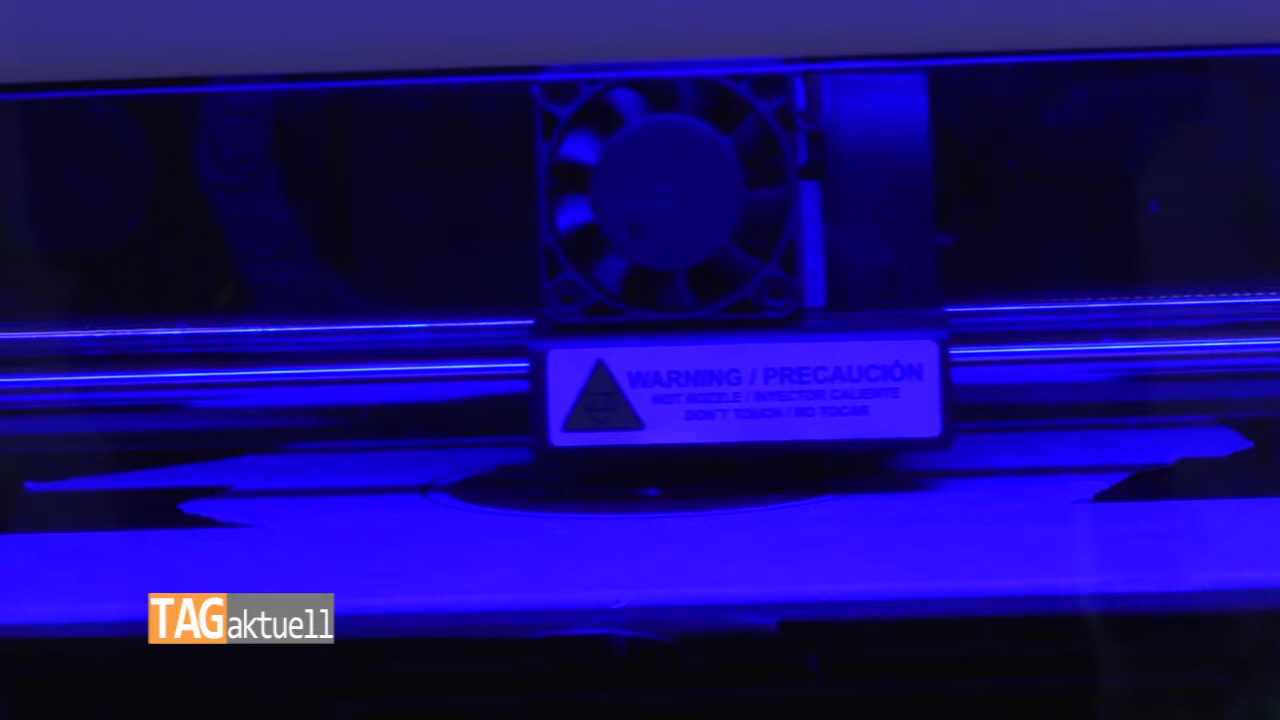 WARNING / PRECAUCIÓN
HOT NOZZLE / INYECTOR CALIENTE
DON'T TOUCH / NO TOCAR
TAGaktuell